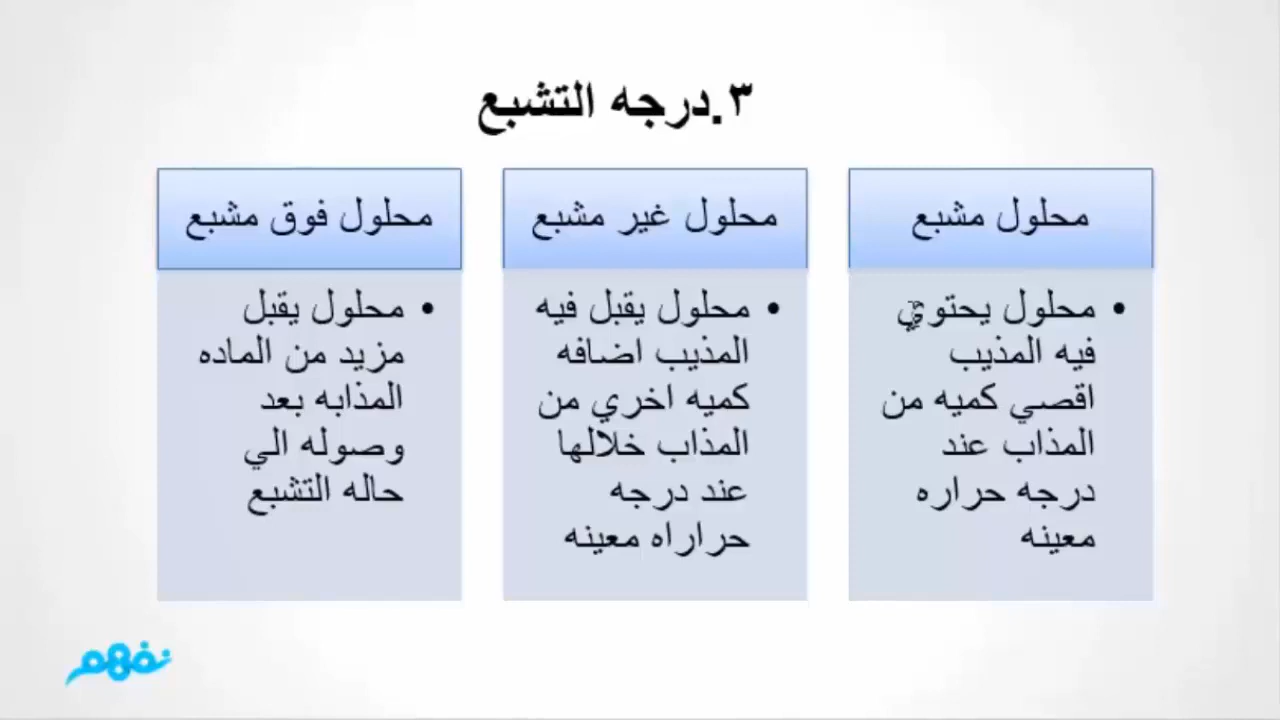 ٣.درجه التشبع
محلول مشبع
• محلول يحتوي
فيه المذيب
اقصي كميه من
المذاب عند
درجه حراره
معينه
محلول غير مشبع
• محلول يقبل فيه
المذيب اضافه
كميه اخري من
المذاب خلالها
عند درجه
حراراه معينه
محلول فوق مشبع
• محلول يقبل
مزيد من الماده
المذابه بعد
وصوله الي
حاله التشبع
نفهم